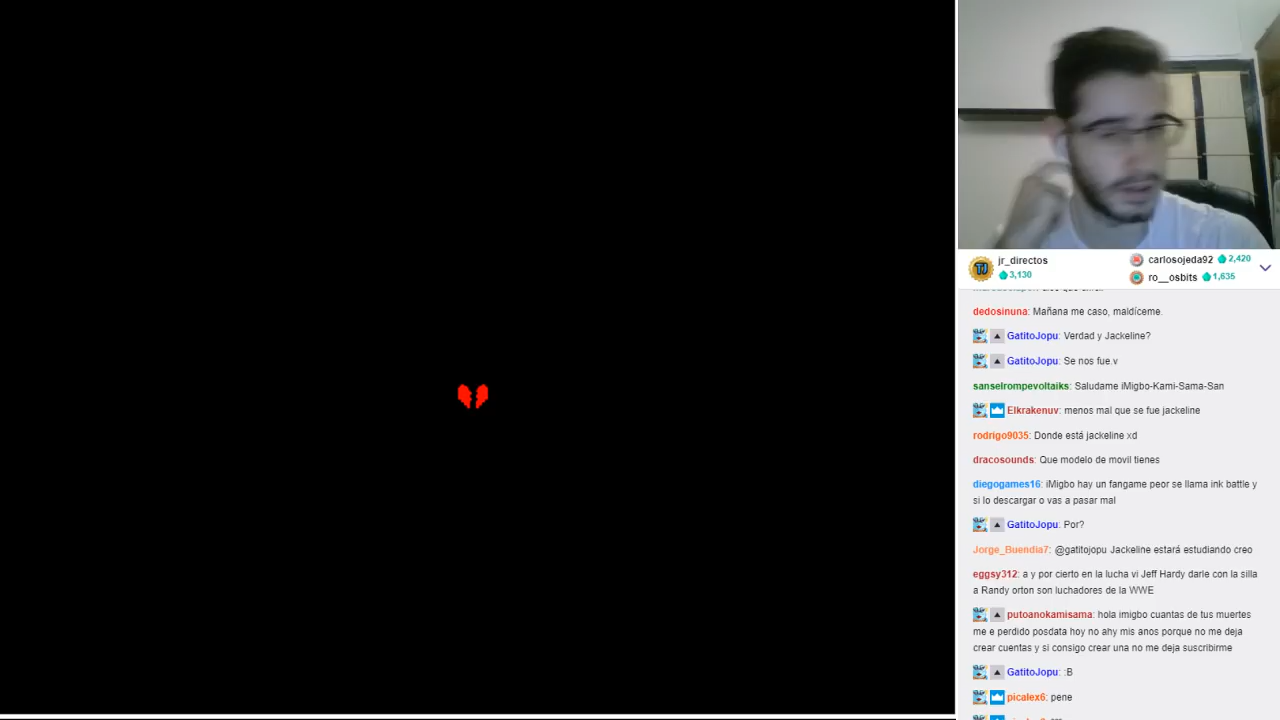 TJ
jr_directos
3,130
carlosojeda92 2,420
ro__osbits 1,635
dedosinuna: Mañana me caso, maldíceme.
GatitoJopu: Verdad y Jackeline?
GatitoJopu: Se nos fue.v
sanselrompevoltaiks: Saludame iMigbo-Kami-Sama-San
Elkrakenuv: menos mal que se fue jackeline
rodrigo9035: Donde está jackeline xd
dracosounds: Que modelo de movil tienes
diegogames16: iMigbo hay un fangame peor se llama ink battle y
si lo descargar o vas a pasar mal
GatitoJopu: Por?
Jorge_Buendia7: @gatitojopu Jackeline estará estudiando creo
eggsy312: a y por cierto en la lucha vi Jeff Hardy darle con la silla
a Randy orton son luchadores de la WWE
putoanokamisama: hola imigbo cuantas de tus muertes
me e perdido posdata hoy no ahy mis anos porque no me deja
crear cuentas y si consigo crear una no me deja suscribirme
GatitoJopu: :B
picalex6: pene